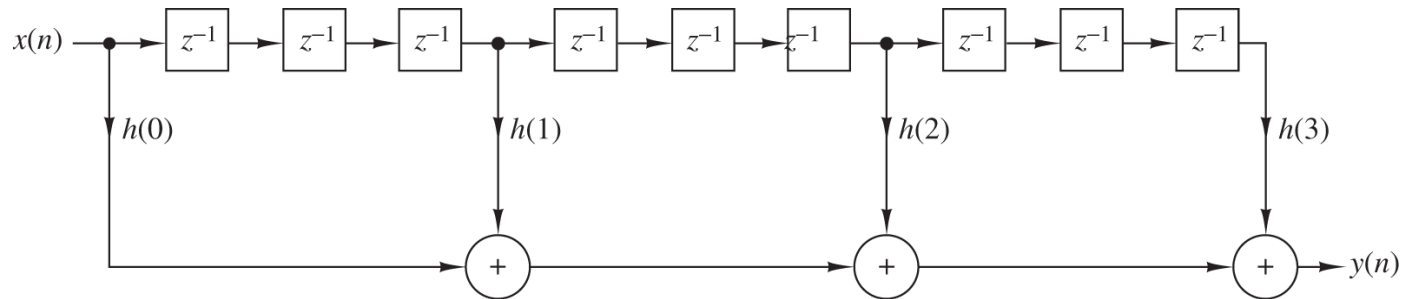 x(n) z⁻¹ z⁻¹ z⁻¹ z⁻¹ z⁻¹ z⁻¹ z⁻¹ z⁻¹ z⁻¹
h(0) h(1) h(2) h(3)
+ + + y(n)